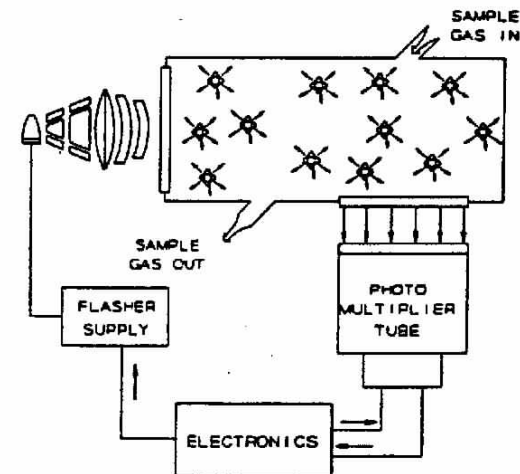 SAMPLE
GAS IN
SAMPLE
GAS OUT
FLASHER
SUPPLY
PHOTO
MULTIPLIER
TUBE
ELECTRONICS